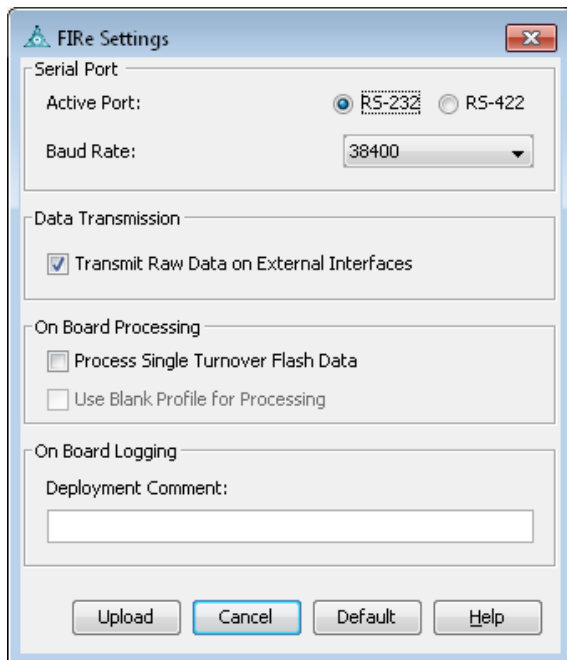 FIRe Settings
Serial Port
Active Port: RS-232 RS-422
Baud Rate: 38400
Data Transmission
Transmit Raw Data on External Interfaces
On Board Processing
Process Single Turnover Flash Data
Use Blank Profile for Processing
On Board Logging
Deployment Comment:
Upload Cancel Default Help